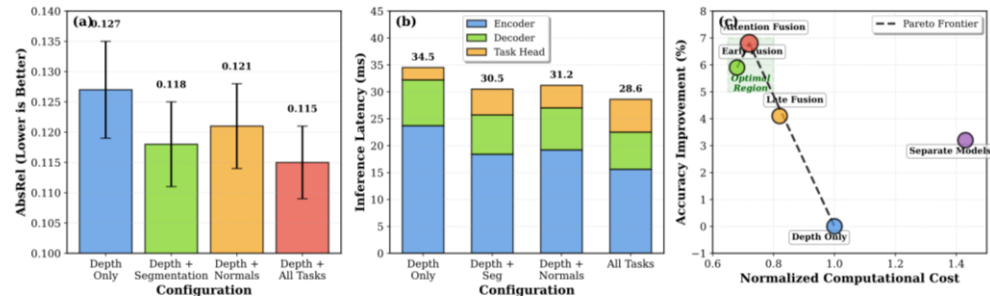 (a)
0.127
0.118
0.121
0.115
0.140
0.135
0.130
0.125
0.120
0.115
0.110
0.105
0.100
AbsRel (Lower is Better)
Depth
Only
Depth +
Segmentation
Depth +
Normals
Depth +
All Tasks
Configuration
(b)
Encoder
Decoder
Task Head
34.5
30.5
31.2
28.6
45
40
35
30
25
20
15
10
5
0
Inference Latency (ms)
Depth
Only
Depth +
Seg
Depth +
Normals
All Tasks
Configuration
(c)
Pareto Frontier
Attention Fusion
Early Fusion
Optimal
Region
Late Fusion
Separate Models
Depth Only
8
7
6
5
4
3
2
1
0
−1
Accuracy Improvement (%)
0.6
0.8
1.0
1.2
1.4
Normalized Computational Cost